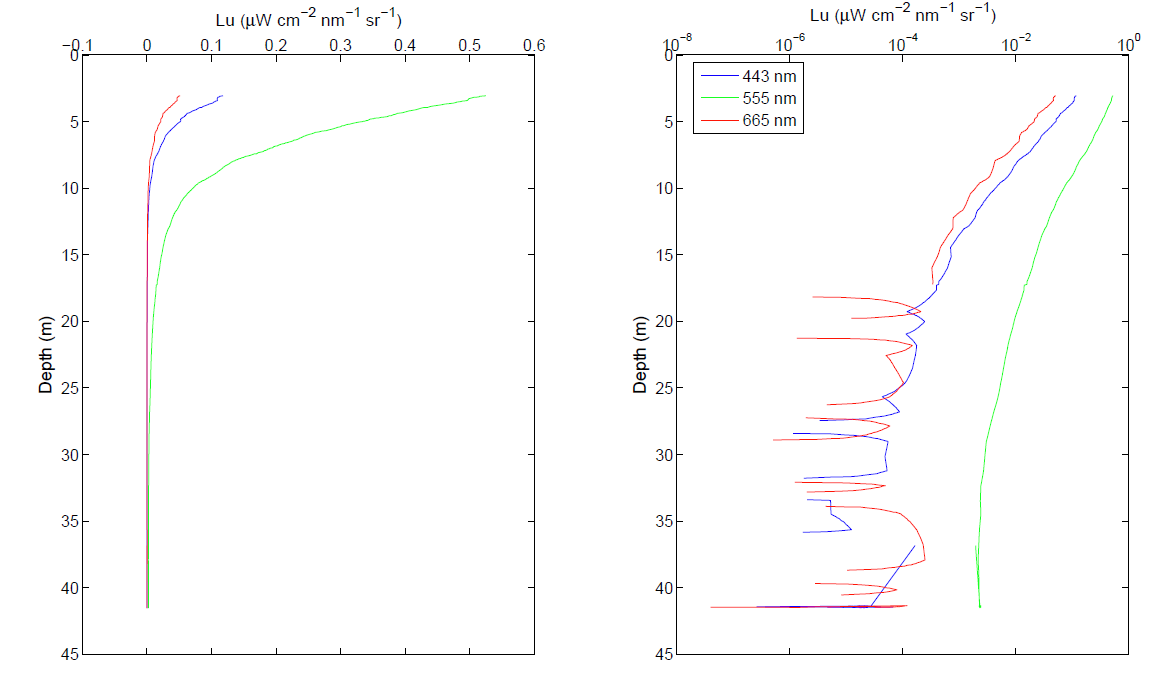 Lu (μW cm⁻² nm⁻¹ sr⁻¹)
−0.1 0 0.1 0.2 0.3 0.4 0.5 0.6
0
5
10
15
20
25
30
35
40
45
Depth (m)
Lu (μW cm⁻² nm⁻¹ sr⁻¹)
10⁻⁸ 10⁻⁶ 10⁻⁴ 10⁻² 10⁰
443 nm
555 nm
665 nm
0
5
10
15
20
25
30
35
40
45
Depth (m)